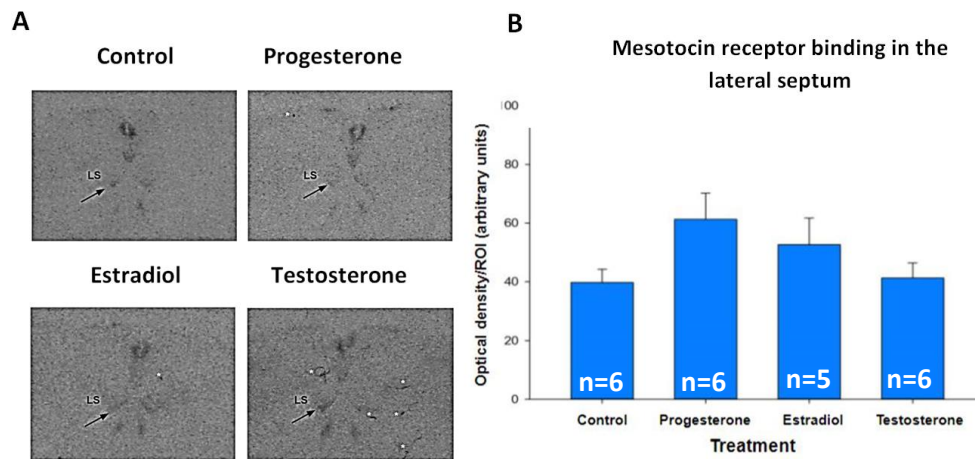 A
Control Progesterone
LS
LS
Estradiol Testosterone
LS
LS
B
Mesotocin receptor binding in the
lateral septum
Optical density/ROI (arbitrary units)
100
80
60
40
20
0
n=6 n=6 n=5 n=6
Control Progesterone Estradiol Testosterone
Treatment